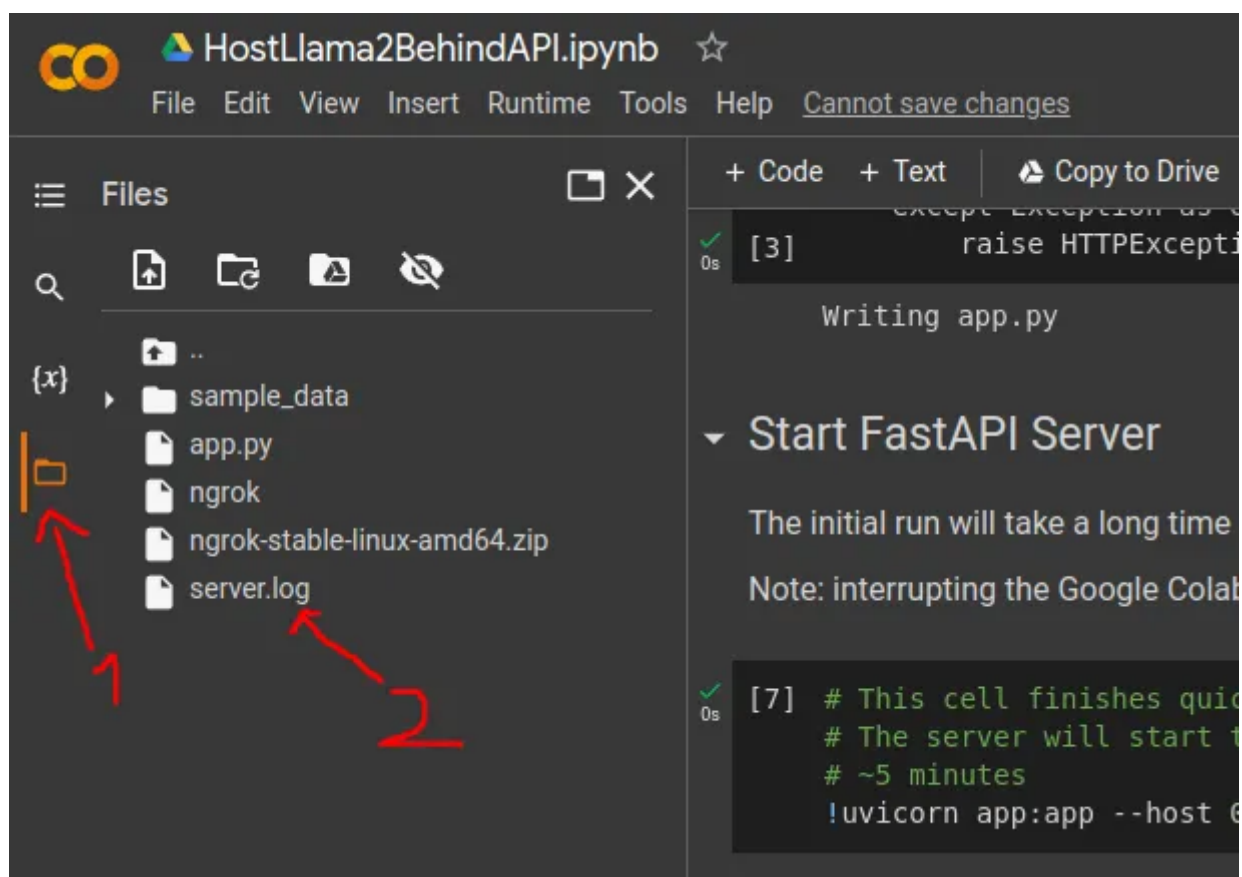 HostLlama2BehindAPI.ipynb
File Edit View Insert Runtime Tools Help Cannot save changes
Files
{x}
..
sample_data
app.py
ngrok
ngrok-stable-linux-amd64.zip
server.log
1
2
+ Code + Text Copy to Drive
except Exception as
[3] raise HTTPExcepti
0s
Writing app.py
Start FastAPI Server
The initial run will take a long time
Note: interrupting the Google Colab
[7] # This cell finishes quic
0s
# The server will start t
# ~5 minutes
!uvicorn app:app --host 0